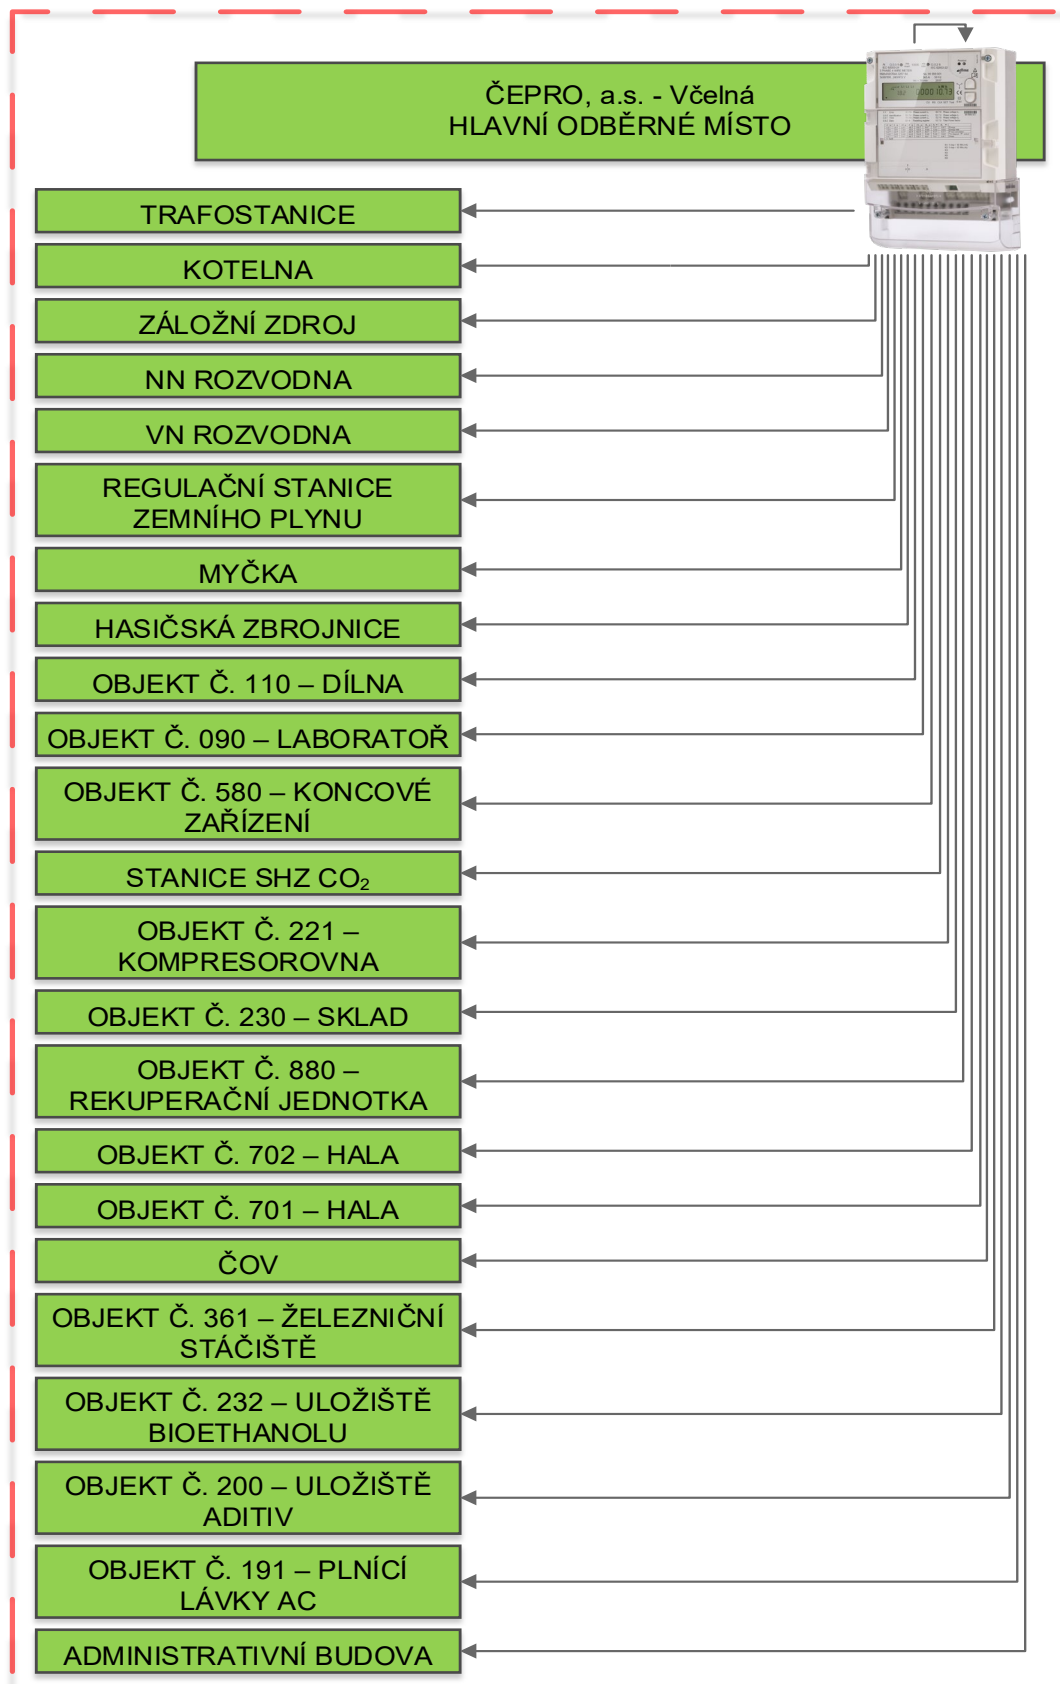 ČEPRO, a.s. - Včelná
HLAVNÍ ODBĚRNÉ MÍSTO
TRAFOSTANICE
KOTELNA
ZÁLOŽNÍ ZDROJ
NN ROZVODNA
VN ROZVODNA
REGULAČNÍ STANICE
ZEMNÍHO PLYNU
MYČKA
HASIČSKÁ ZBROJNICE
OBJEKT Č. 110 – DÍLNA
OBJEKT Č. 090 – LABORATOŘ
OBJEKT Č. 580 – KONCOVÉ
ZAŘÍZENÍ
STANICE SHZ CO₂
OBJEKT Č. 221 –
KOMPRESOROVNA
OBJEKT Č. 230 – SKLAD
OBJEKT Č. 880 –
REKUPERAČNÍ JEDNOTKA
OBJEKT Č. 702 – HALA
OBJEKT Č. 701 – HALA
ČOV
OBJEKT Č. 361 – ŽELEZNIČNÍ
STÁČIŠTĚ
OBJEKT Č. 232 – ULOŽIŠTĚ
BIOETHANOLU
OBJEKT Č. 200 – ULOŽIŠTĚ
ADITIV
OBJEKT Č. 191 – PLNÍCÍ
LÁVKY AC
ADMINISTRATIVNÍ BUDOVA